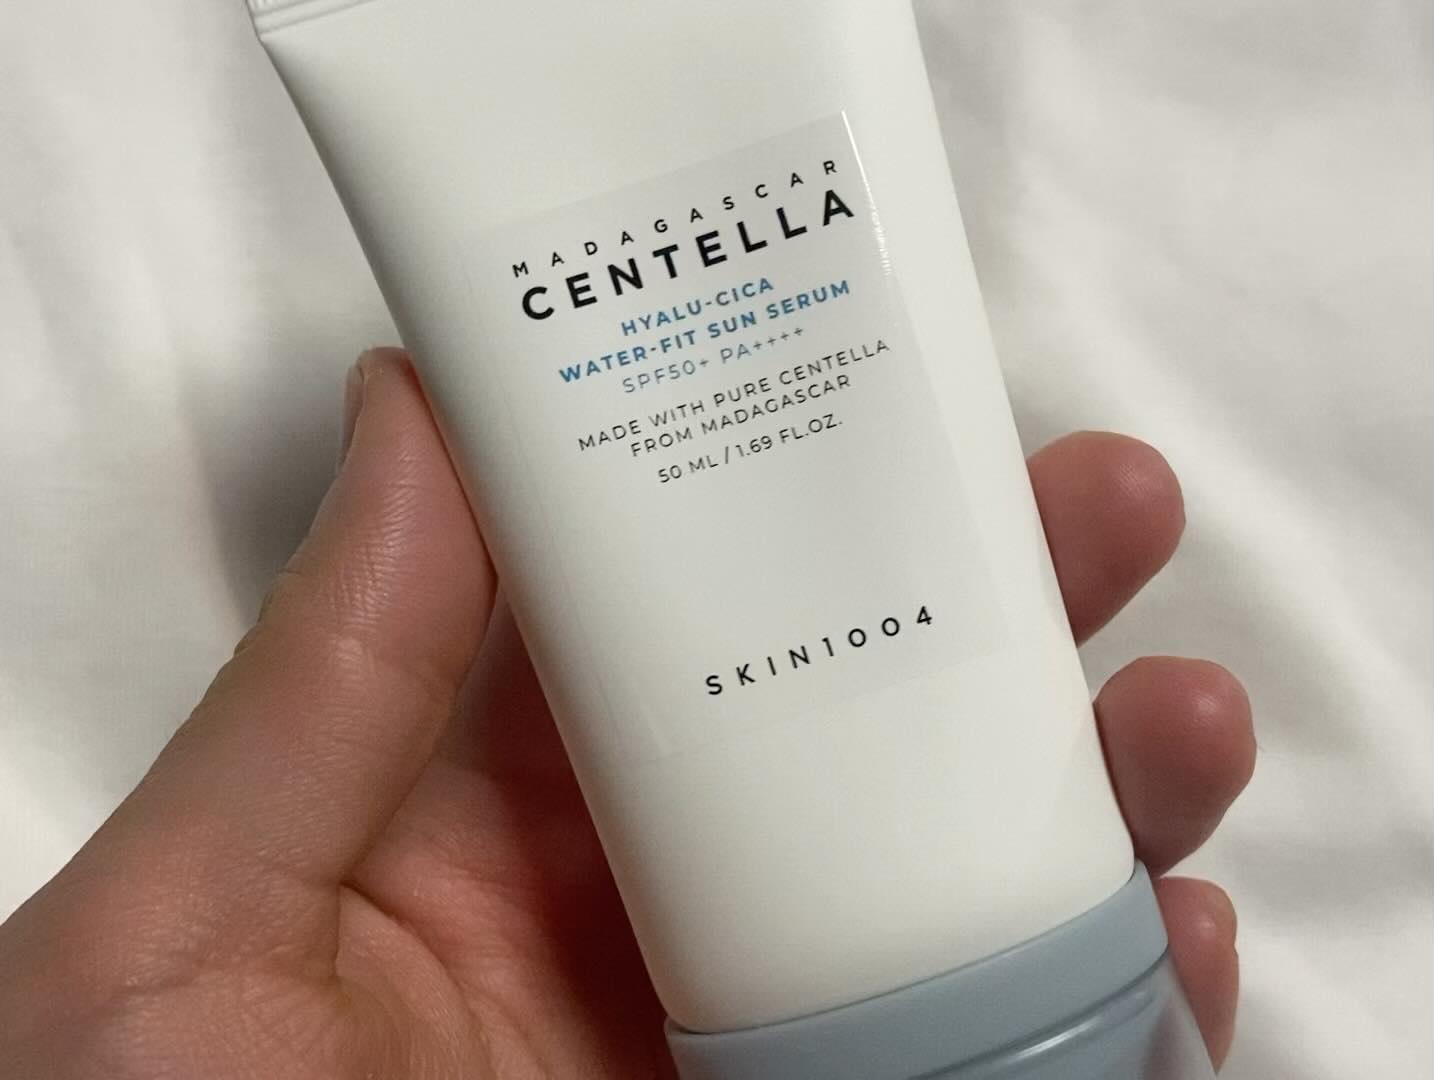 MADAGASCAR
CENTELLA
HYALU-CICA
WATER-FIT SUN SERUM
SPF50+ PA++++
MADE WITH PURE CENTELLA
FROM MADAGASCAR
50 ML / 1.69 FL.OZ.
SKIN1004